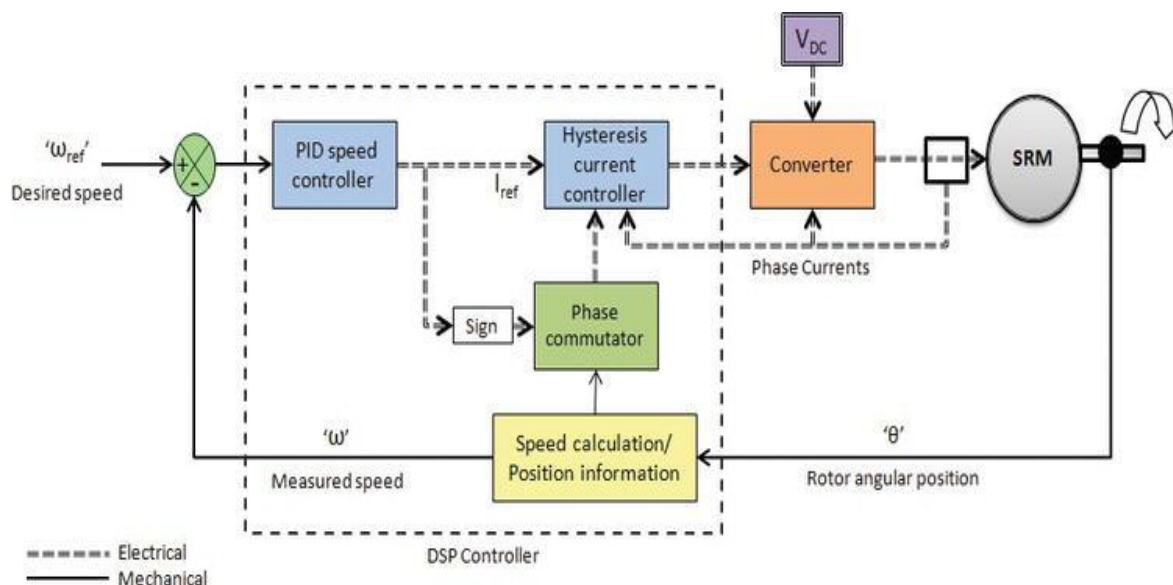 V_DC
'ω_ref'
Desired speed
+
-
PID speed
controller
I_ref
Hysteresis
current
controller
Converter
SRM
Phase Currents
Sign
Phase
commutator
'ω'
Measured speed
Speed calculation/
Position information
'θ'
Rotor angular position
DSP Controller
Electrical
Mechanical